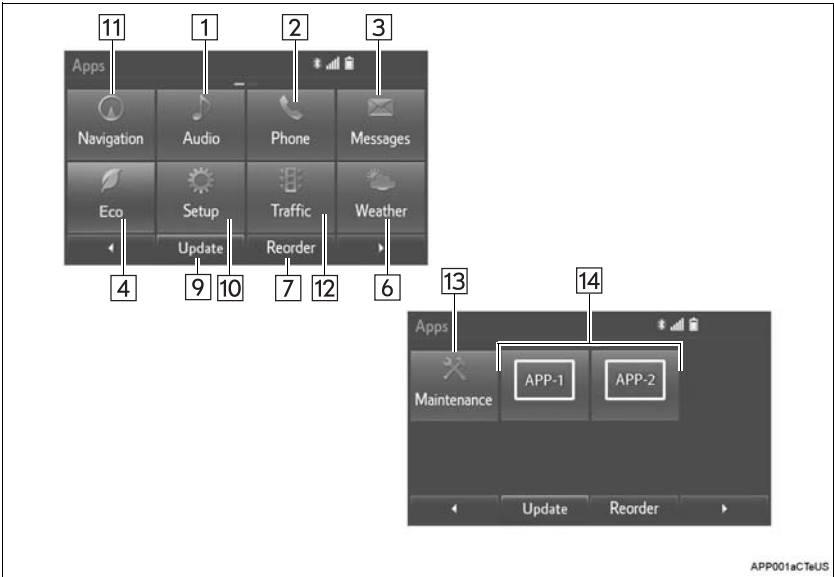 11 1 2 3
Apps
Navigation Audio Phone Messages
Eco Setup Traffic Weather
Update Reorder
4 9 10 7 12 6
13 14
Apps
Maintenance APP-1 APP-2
Update Reorder
APP001aCTeUS